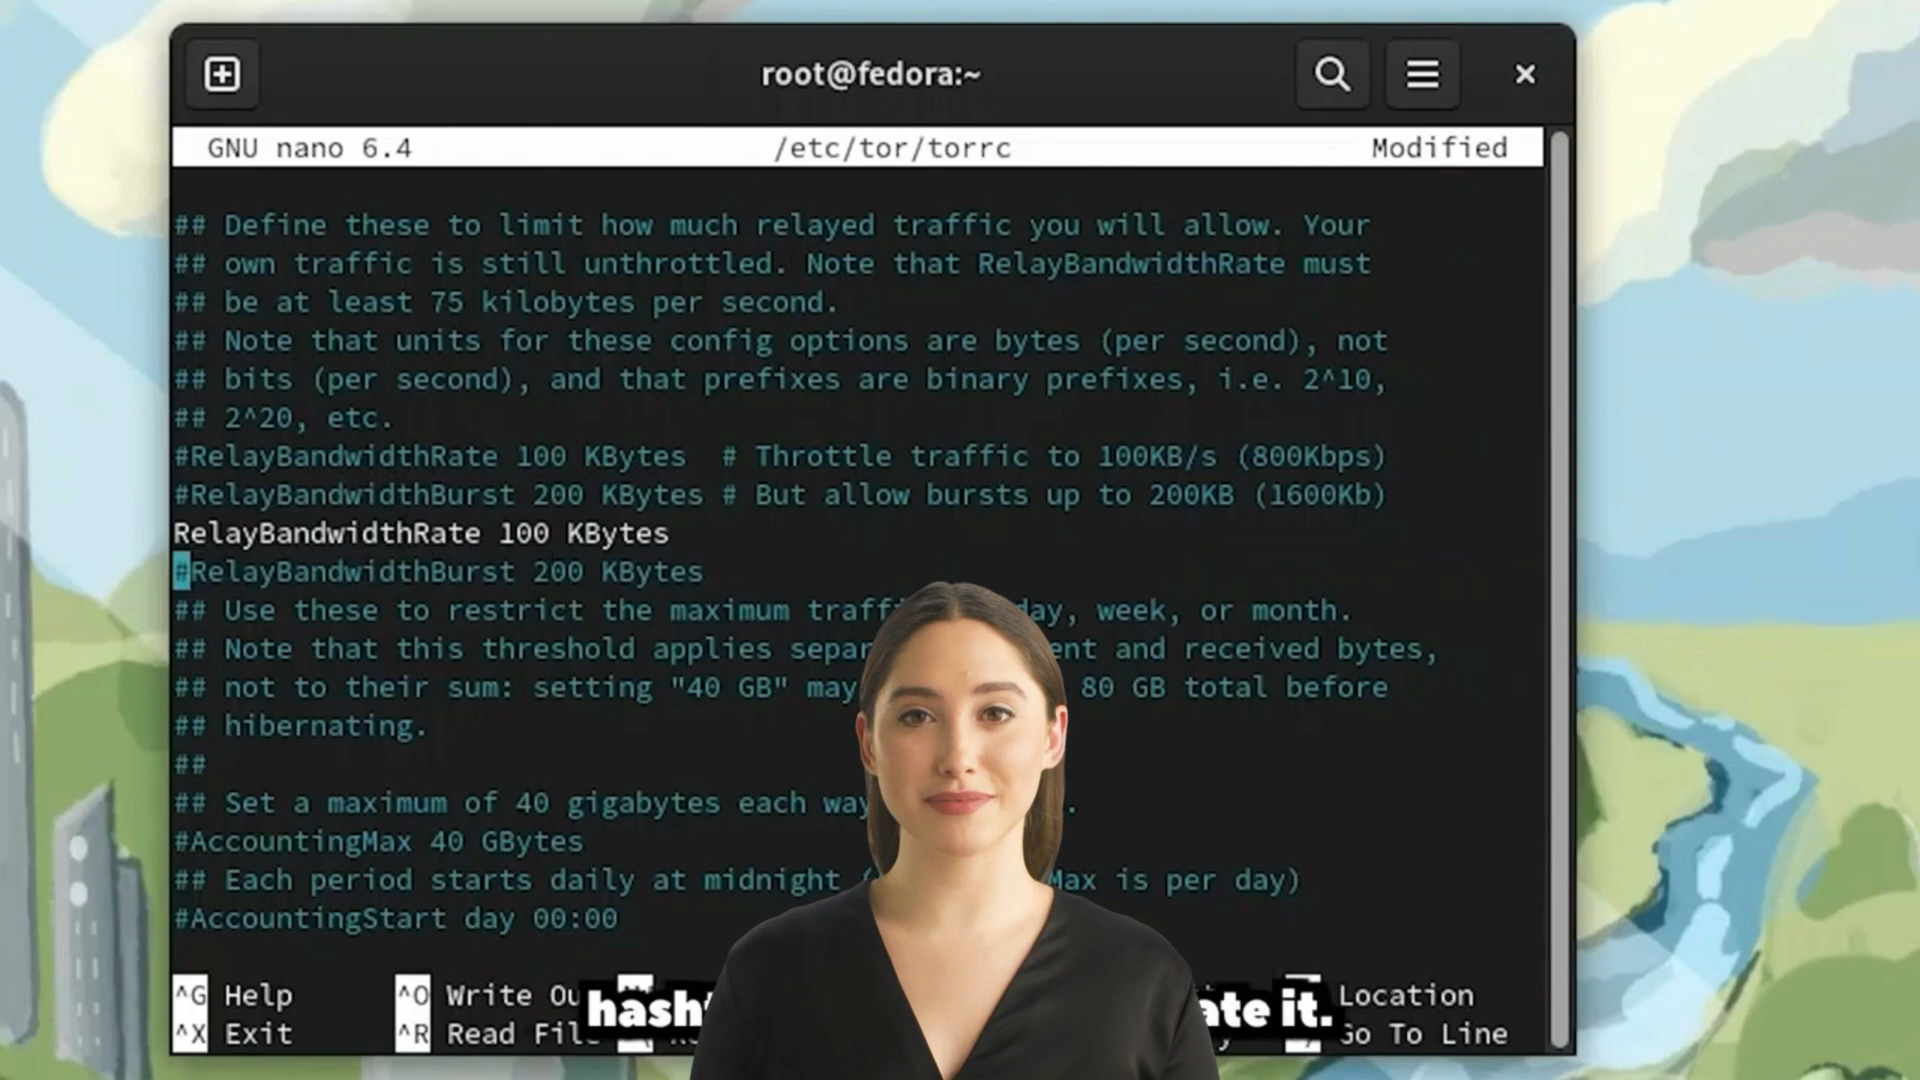 root@fedora:~
GNU nano 6.4 /etc/tor/torrc Modified
## Define these to limit how much relayed traffic you will allow. Your
## own traffic is still unthrottled. Note that RelayBandwidthRate must
## be at least 75 kilobytes per second.
## Note that units for these config options are bytes (per second), not
## bits (per second), and that prefixes are binary prefixes, i.e. 2^10,
## 2^20, etc.
#RelayBandwidthRate 100 KBytes # Throttle traffic to 100KB/s (800Kbps)
#RelayBandwidthBurst 200 KBytes # But allow bursts up to 200KB (1600Kb)
RelayBandwidthRate 100 KBytes
#RelayBandwidthBurst 200 KBytes
## Use these to restrict the maximum day, week, or month.
## Note that this threshold applies and received bytes,
## not to their sum: setting "40 GB" may 80 GB total before
## hibernating.
##
## Set a maximum of 40 gigabytes each way
#AccountingMax 40 GBytes
## Each period starts daily at midnight ( Max is per day)
#AccountingStart day 00:00
^G Help ^O Write Location
^X Exit ^R Read Go To Line
it.